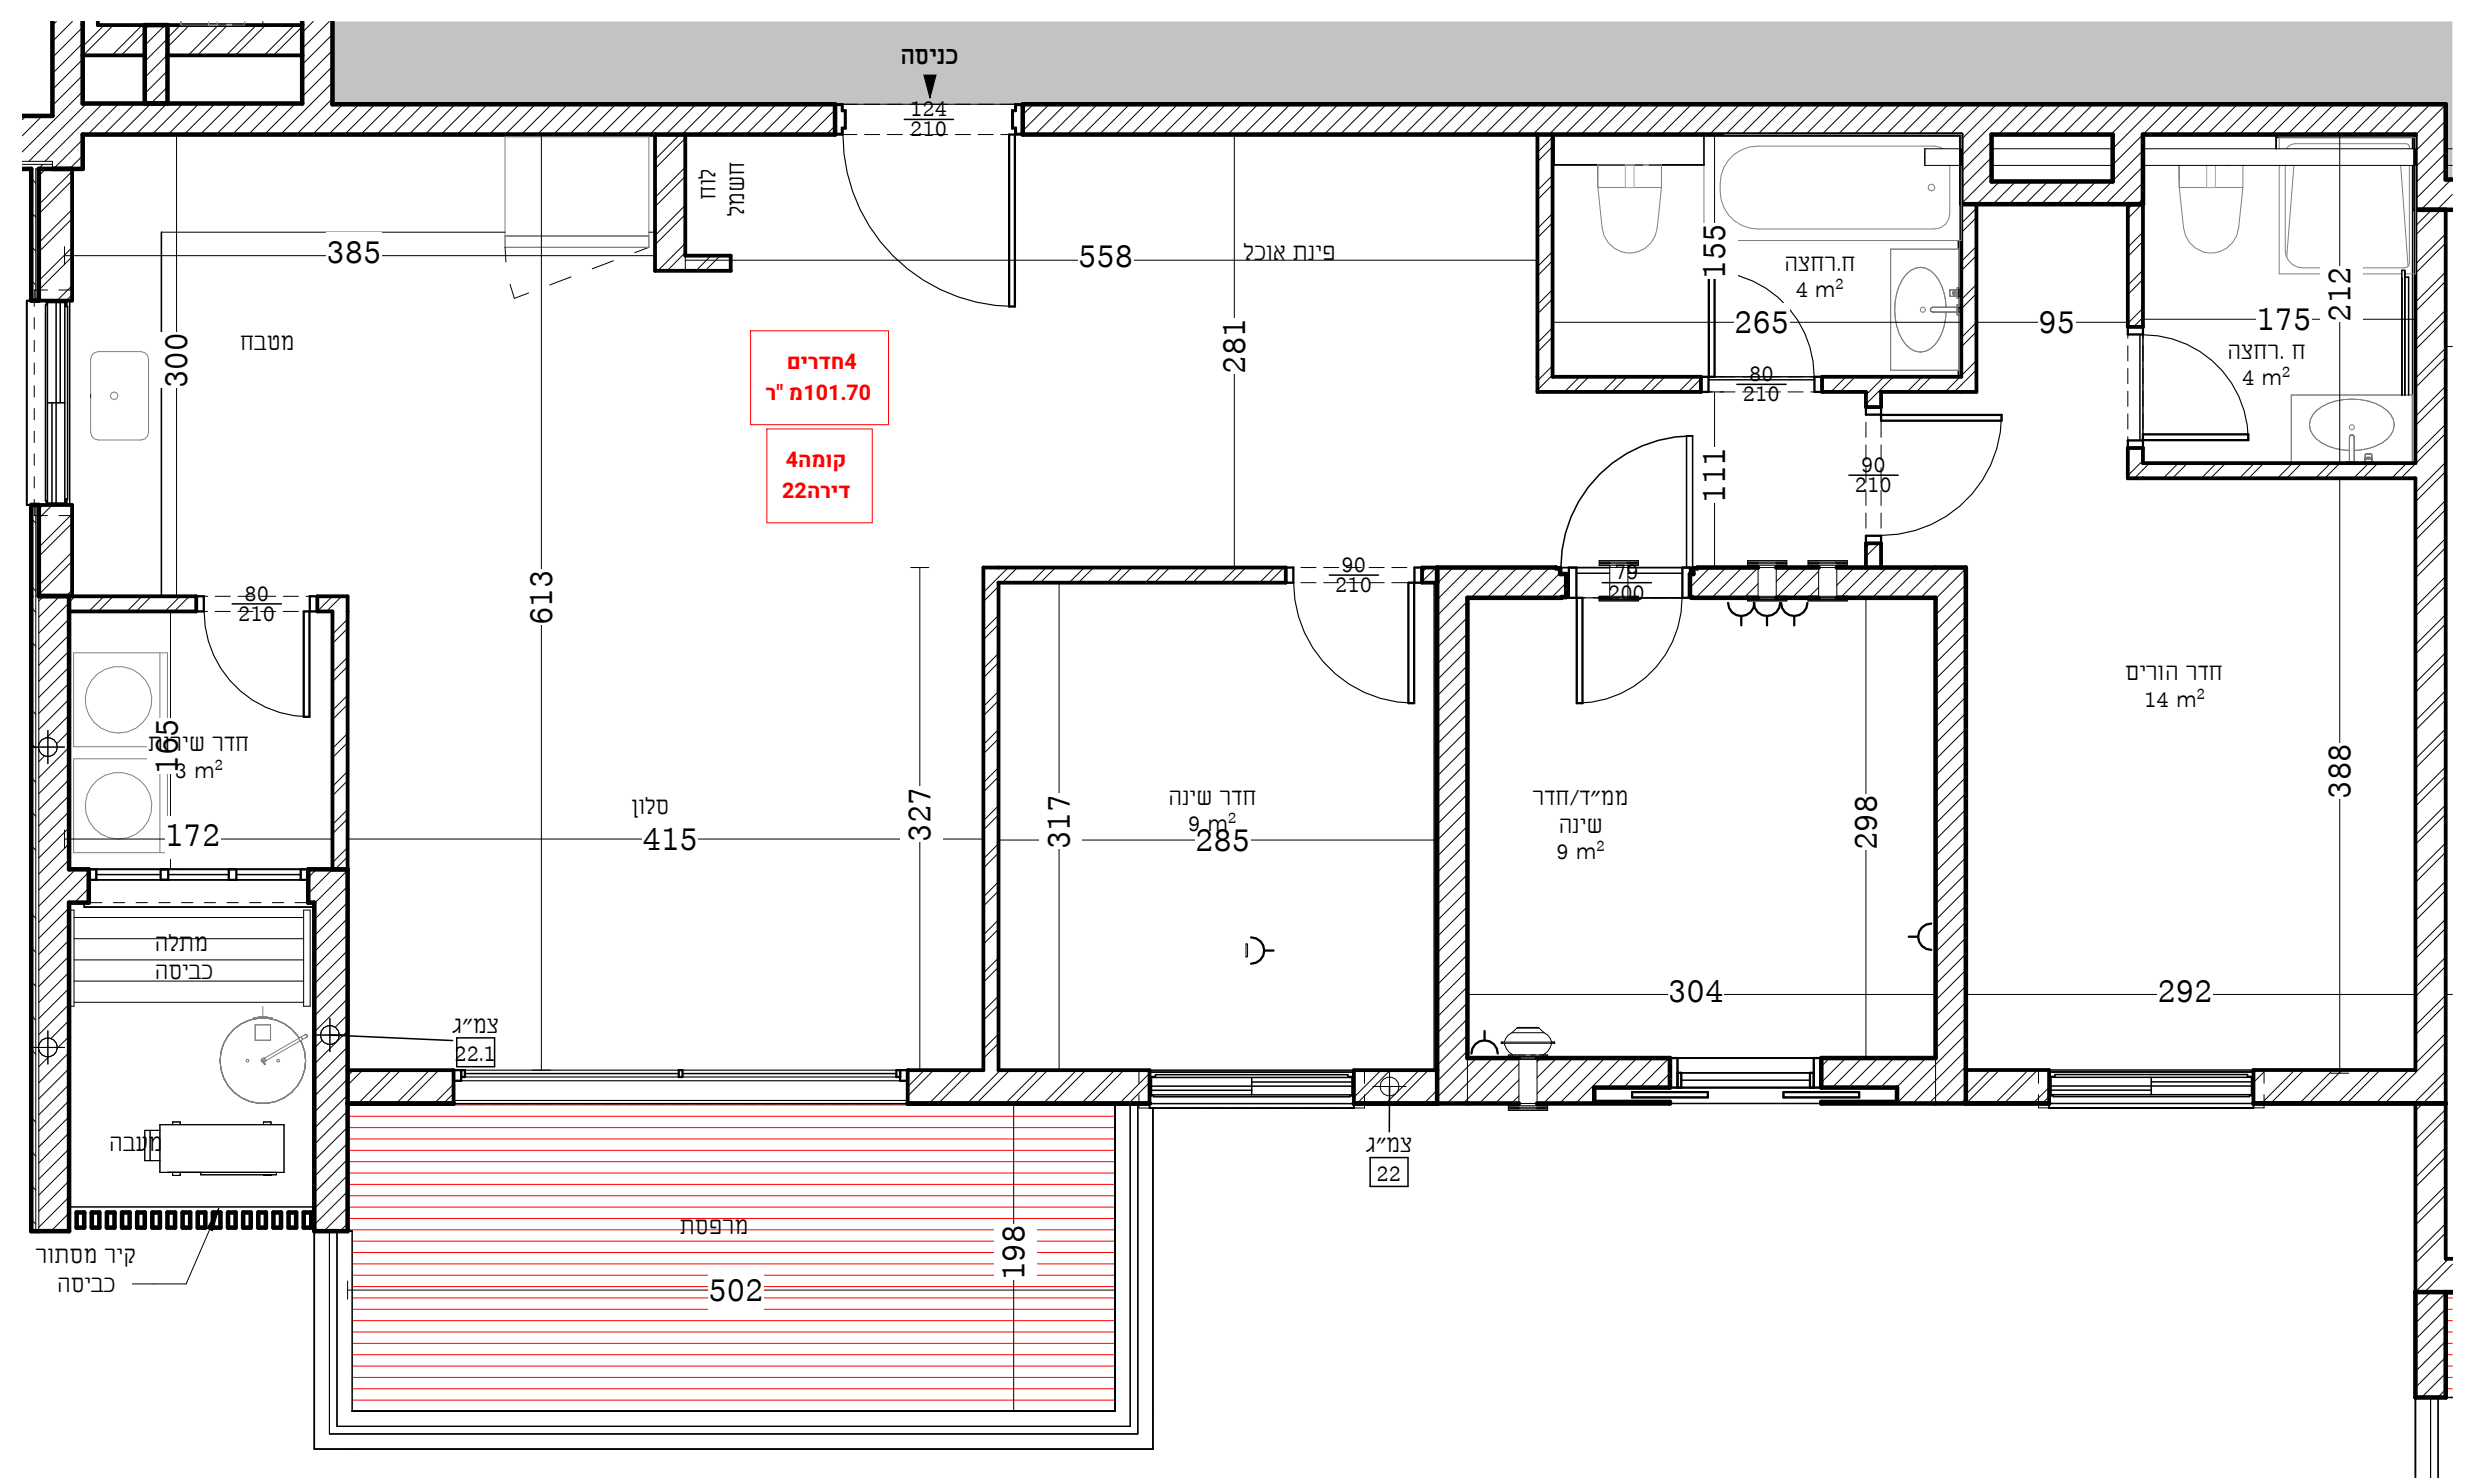 כניסה
124
210
לוח
חשמל
385
558
פינת אוכל
155
ח.רחצה
4 m²
265
95
175
212
ח .רחצה
4 m²
300
מטבח
281
4חדרים
101.70מ "ר
קומה4
דירה22
80
210
111
90
210
80
210
613
90
210
79
200
חדר הורים
14 m²
165
חדר שירות
3 m²
172
סלון
415
327
317
חדר שינה
9 m²
285
ממ״ד/חדר
שינה
9 m²
298
388
304
292
מתלה
כביסה
צמ״ג
22.1
מעבה
צמ״ג
22
מרפסת
198
502
קיר מסתור
כביסה